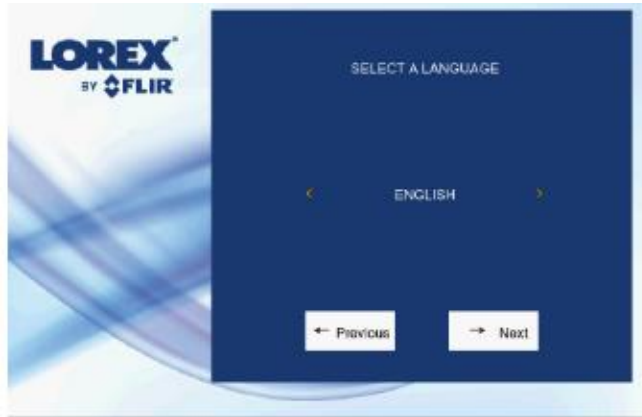 LOREX
BY FLIR
SELECT A LANGUAGE
< ENGLISH >
← Previous
→ Next